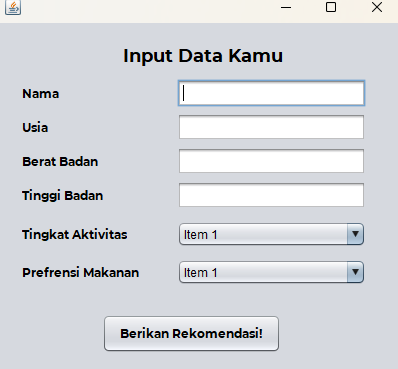 Input Data Kamu
Nama
Usia
Berat Badan
Tinggi Badan
Tingkat Aktivitas Item 1
Prefrensi Makanan Item 1
Berikan Rekomendasi!